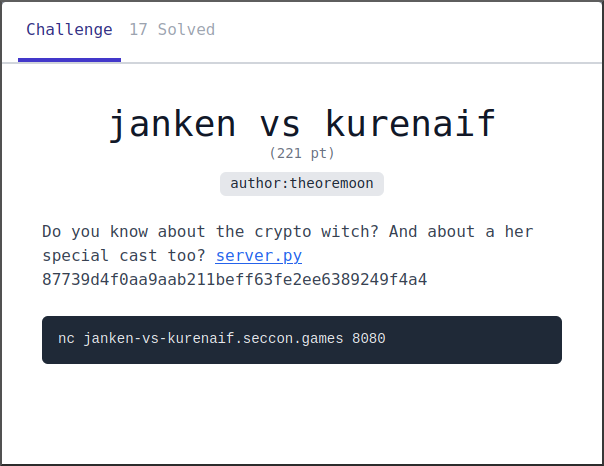 Challenge 17 Solved
janken vs kurenaif
(221 pt)
author:theoremoon
Do you know about the crypto witch? And about a her
special cast too? server.py
87739d4f0aa9aab211beff63fe2ee6389249f4a4
nc janken-vs-kurenaif.seccon.games 8080